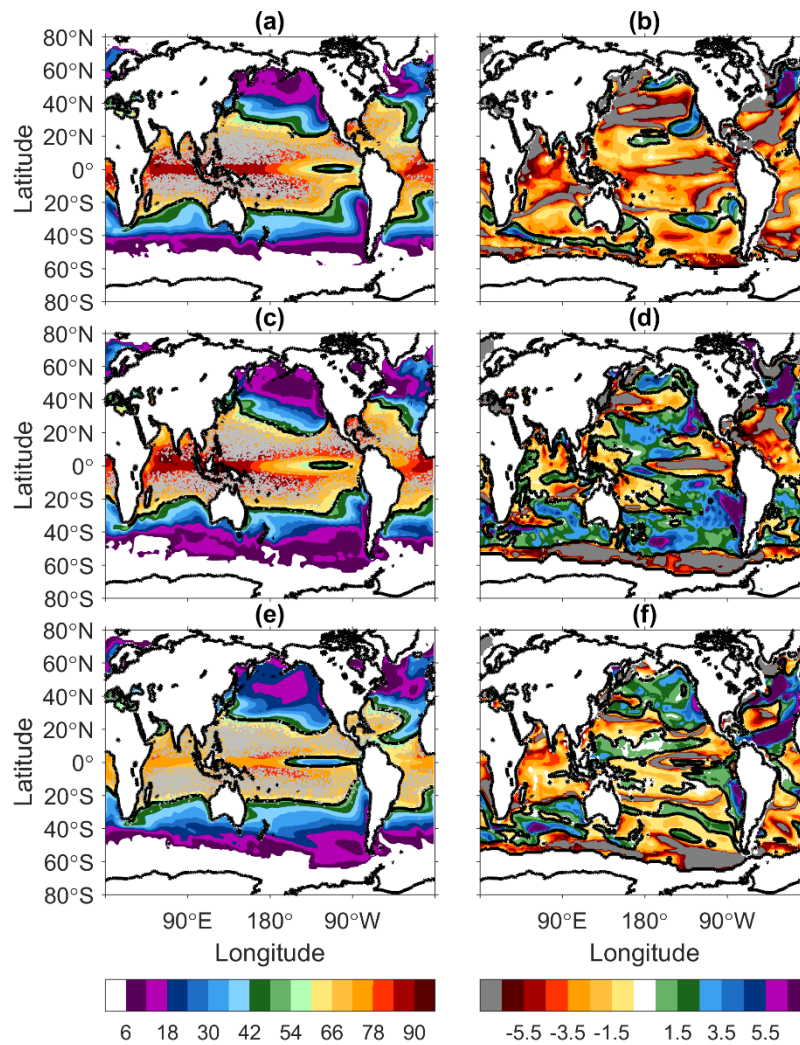 (a) (b)
80°N
60°N
40°N
20°N
0°
20°S
40°S
60°S
80°S
Latitude
(c) (d)
80°N
60°N
40°N
20°N
0°
20°S
40°S
60°S
80°S
Latitude
(e) (f)
80°N
60°N
40°N
20°N
0°
20°S
40°S
60°S
80°S
Latitude
90°E 180° 90°W 90°E 180° 90°W
Longitude Longitude
6 18 30 42 54 66 78 90 -5.5 -3.5 -1.5 1.5 3.5 5.5